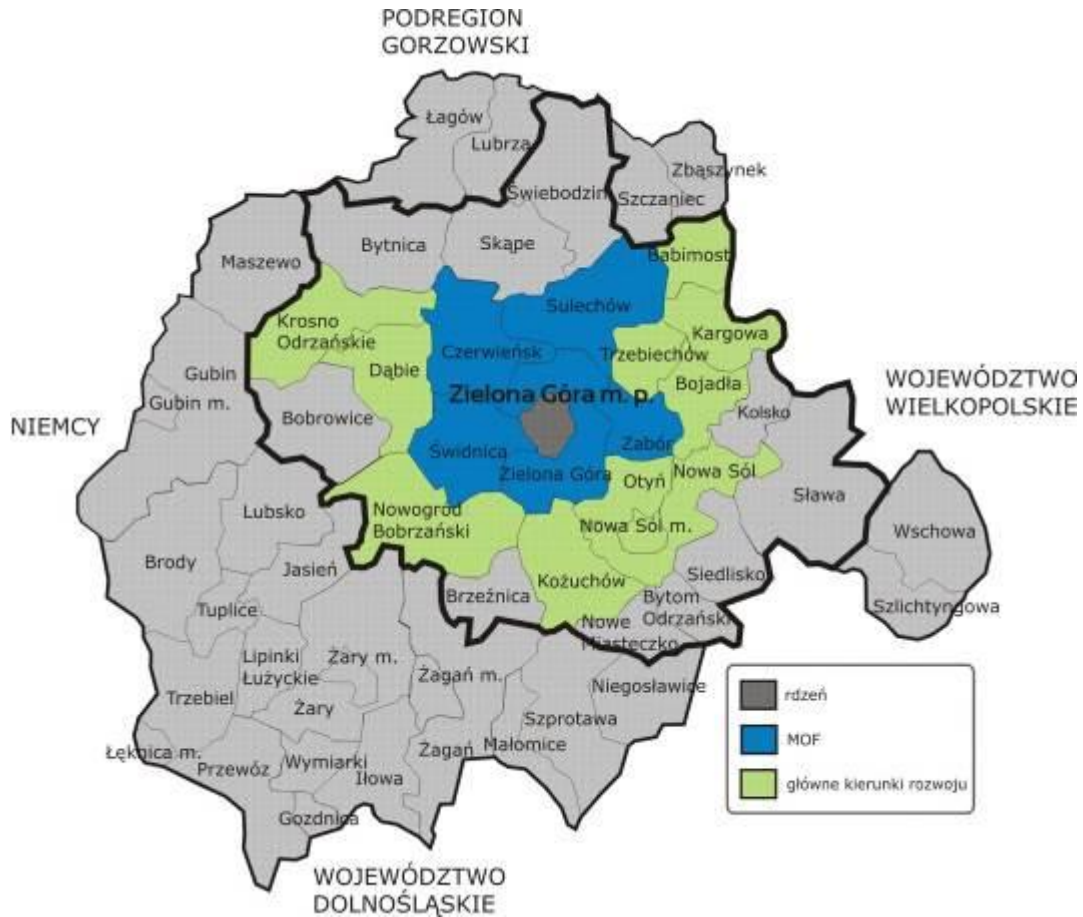 PODREGION
GORZOWSKI
Łagów
Lubrza
Zbąszynek
Świebodzin
Szczaniec
Bytnica
Skąpe
Babimost
Maszewo
Sulechów
Krosno
Odrzańskie
Kargowa
Czerwieńsk
Trzebiechów
Dąbie
Gubin
Bojadła
WOJEWÓDZTWO
WIELKOPOLSKIE
Zielona Góra m. p.
Gubin m.
Bobrowice
Kolsko
NIEMCY
Zabór
Świdnica
Zielona Góra
Otyń
Nowa Sól
Sława
Lubsko
Nowogród
Bobrzański
Nowa Sól m.
Wschowa
Brody
Jasień
Siedlisko
Kożuchów
Brzeźnica
Bytom
Odrzański
Tuplice
Szlichtyngowa
Nowe
Miasteczko
Lipinki
Łużyckie
Żary m.
Żagań m.
Niegosławice
Trzebiel
Żary
Szprotawa
rdzeń
Łęknica m.
Przewóz
Wymiarki
Żagań
Małomice
MOF
Iłowa
główne kierunki rozwoju
Gozdnica
WOJEWÓDZTWO
DOLNOŚLĄSKIE